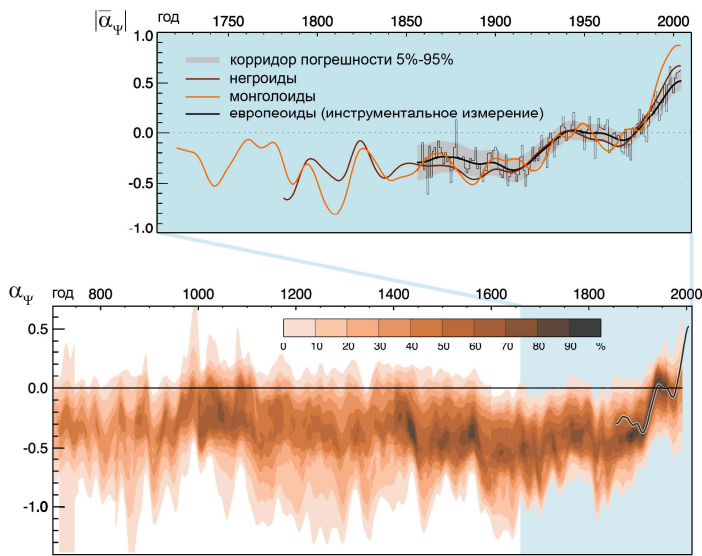 |α̅Ψ| год 1750 1800 1850 1900 1950 2000
1.0
0.5
0.0
-0.5
-1.0
корридор погрешности 5%-95%
негроиды
монголоиды
европеоиды (инструментальное измерение)
αΨ год 800 1000 1200 1400 1600 1800 2000
0.5
0.0
-0.5
-1.0
0 10 20 30 40 50 60 70 80 90 %